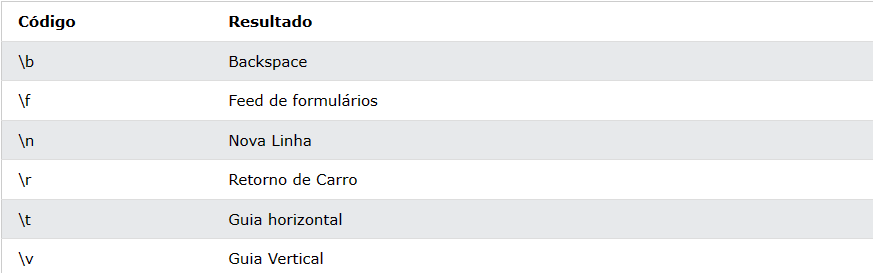 Código Resultado
\b Backspace
\f Feed de formulários
\n Nova Linha
\r Retorno de Carro
\t Guia horizontal
\v Guia Vertical